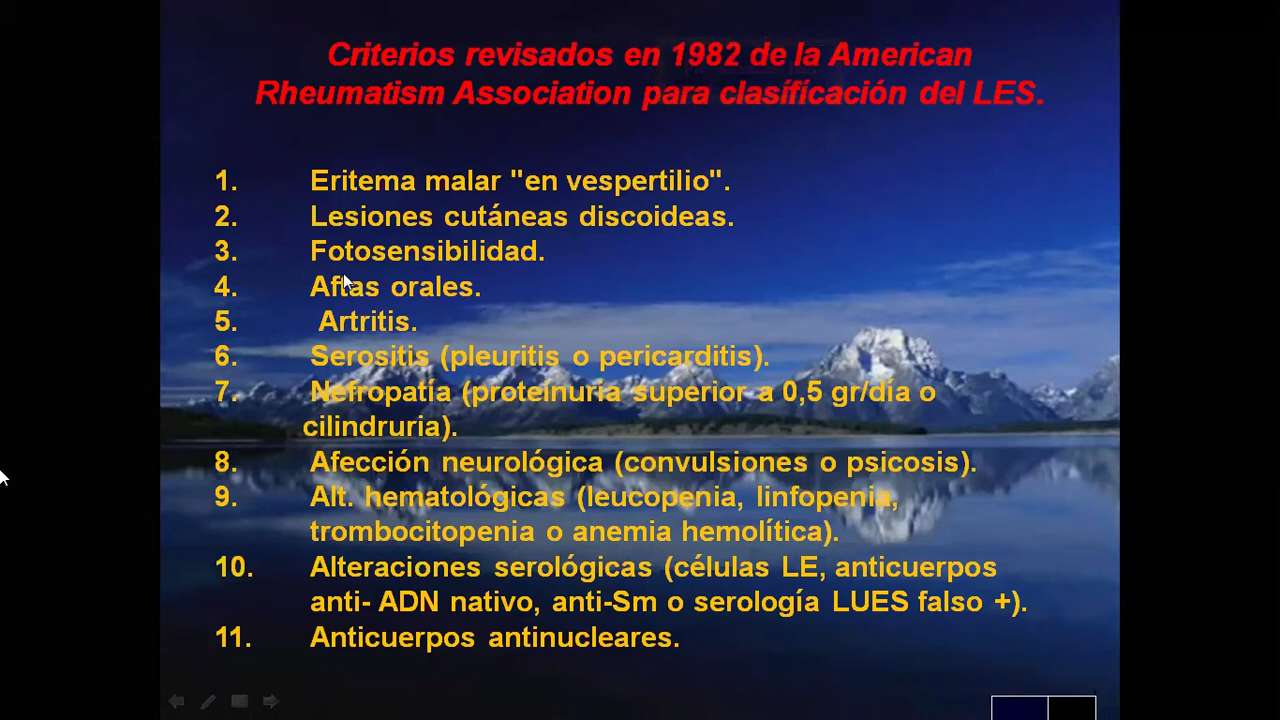 Criterios revisados en 1982 de la American
Rheumatism Association para clasíficación del LES.
1. Eritema malar "en vespertilio".
2. Lesiones cutáneas discoideas.
3. Fotosensibilidad.
4. Aftas orales.
5. Artritis.
6. Serositis (pleuritis o pericarditis).
7. Nefropatía (proteinuria superior a 0,5 gr/día o
cilindruria).
8. Afección neurológica (convulsiones o psicosis).
9. Alt. hematológicas (leucopenia, linfopenia,
trombocitopenia o anemia hemolítica).
10. Alteraciones serológicas (células LE, anticuerpos
anti- ADN nativo, anti-Sm o serología LUES falso +).
11. Anticuerpos antinucleares.